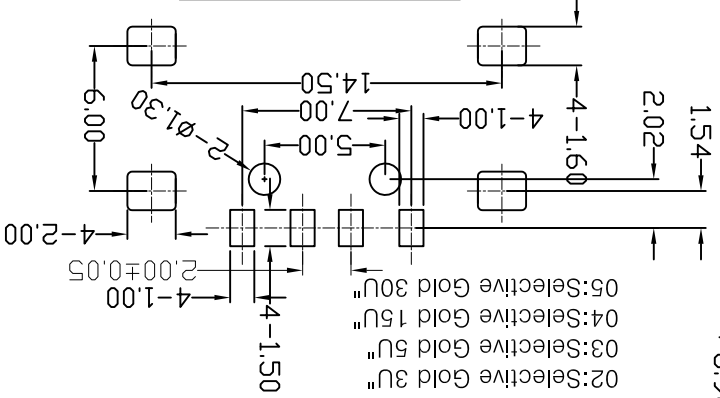 02:Selective Gold 3U"
03:Selective Gold 5U"
04:Selective Gold 15U"
05:Selective Gold 30U"
4-1.50
4-1.00
2.00±0.05
4-2.00
1.54
2.02
4-1.60
4-1.00
5.00
2-ø1.30
7.00
6.00
14.50